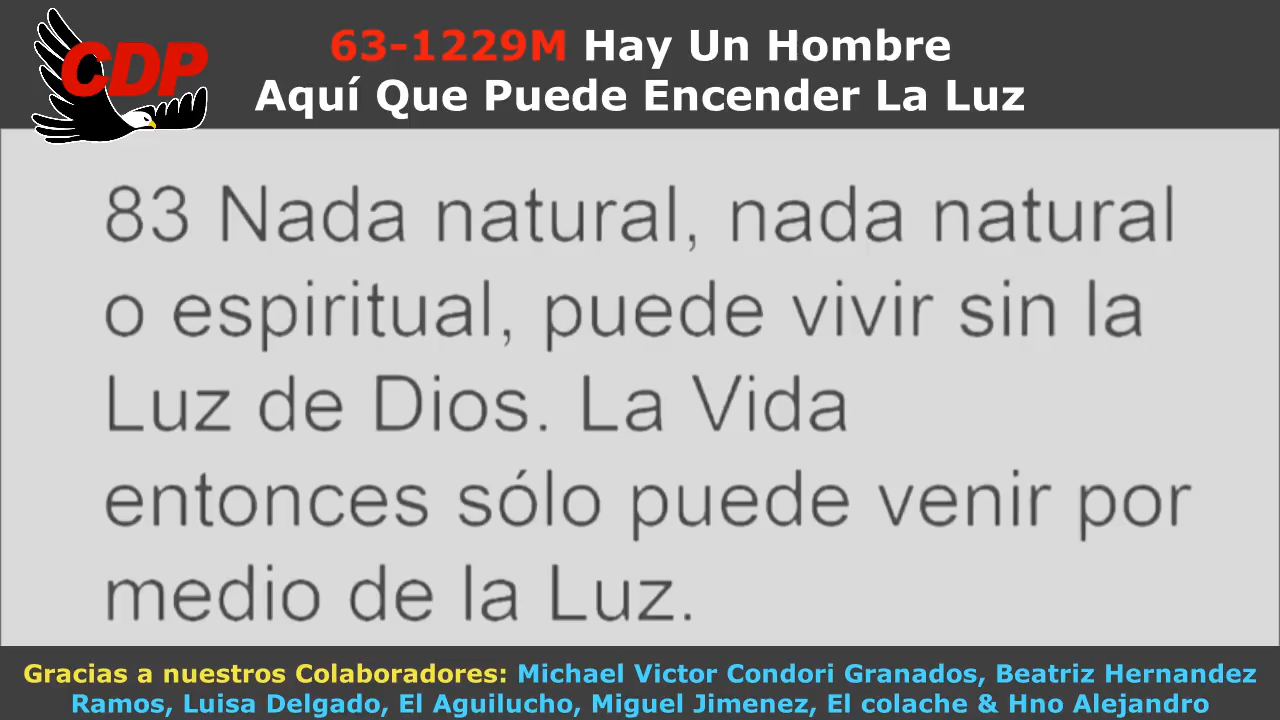 CDP
63-1229M Hay Un Hombre
Aquí Que Puede Encender La Luz
83 Nada natural, nada natural
o espiritual, puede vivir sin la
Luz de Dios. La Vida
entonces sólo puede venir por
medio de la Luz.
Gracias a nuestros Colaboradores: Michael Victor Condori Granados, Beatriz Hernandez
Ramos, Luisa Delgado, El Aguilucho, Miguel Jimenez, El colache & Hno Alejandro